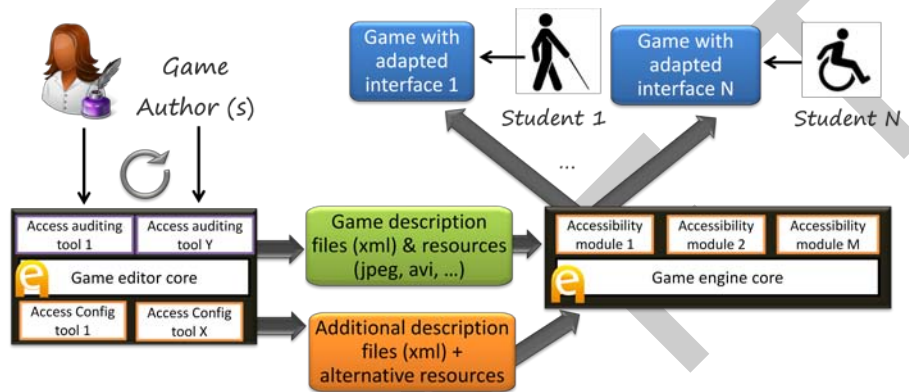 Game
Author (s)
Game with
adapted
interface 1
Student 1
Game with
adapted
interface N
Student N
...
Access auditing
tool 1
Access auditing
tool Y
Game editor core
Access Config
tool 1
Access Config
tool X
Game description
files (xml) & resources
(jpeg, avi, ...)
Additional description
files (xml) +
alternative resources
Accessibility
module 1
Accessibility
module 2
Accessibility
module M
Game engine core